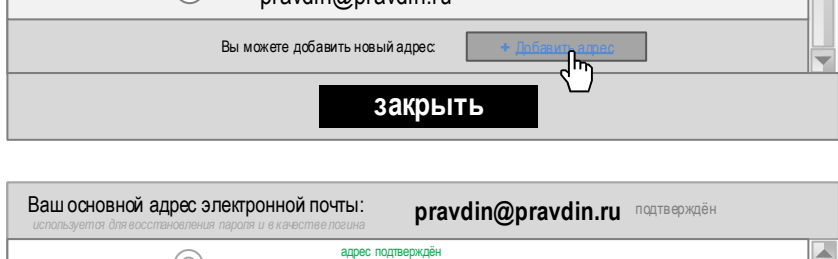 pravdin@pravdin.ru
Вы можете добавить новый адрес:
+ Добавить адрес
закрыть
Ваш основной адрес электронной почты:
pravdin@pravdin.ru
подтверждён
используется для восстановления пароля и в качестве логина
адрес подтверждён